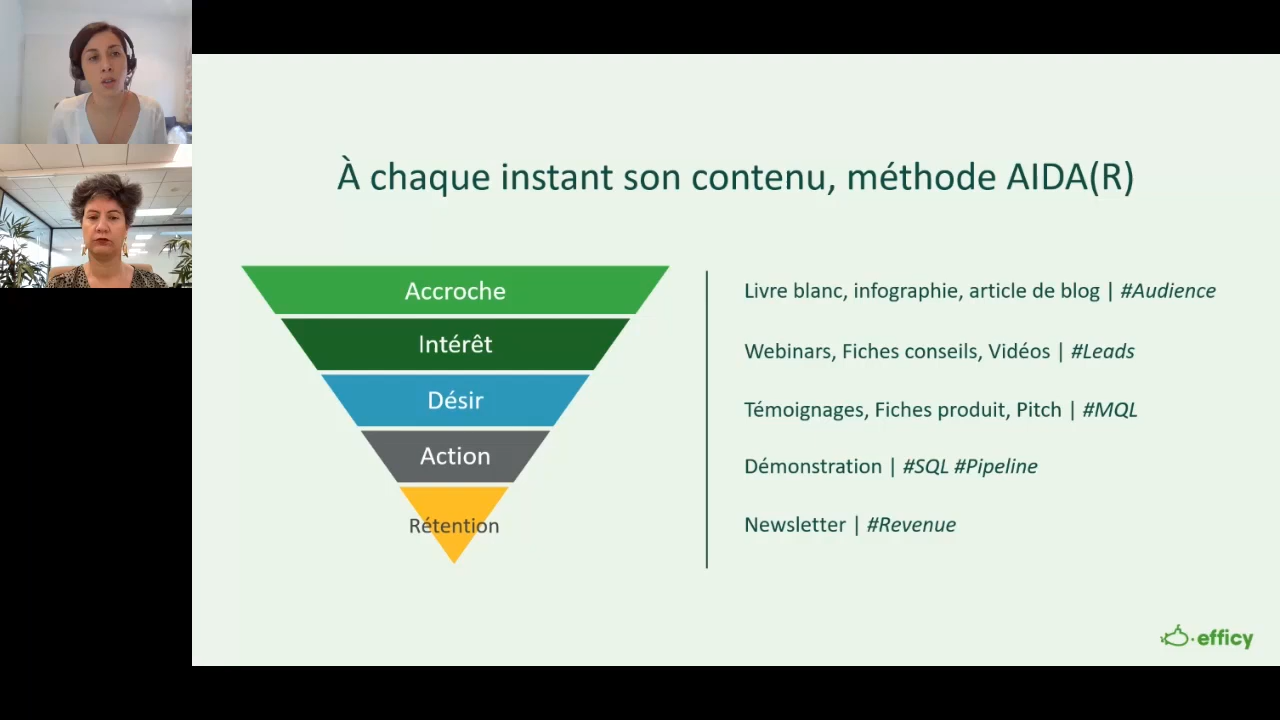 À chaque instant son contenu, méthode AIDA(R)
Accroche
Livre blanc, infographie, article de blog | #Audience
Intérêt
Webinars, Fiches conseils, Vidéos | #Leads
Désir
Témoignages, Fiches produit, Pitch | #MQL
Action
Démonstration | #SQL #Pipeline
Rétention
Newsletter | #Revenue
efficy